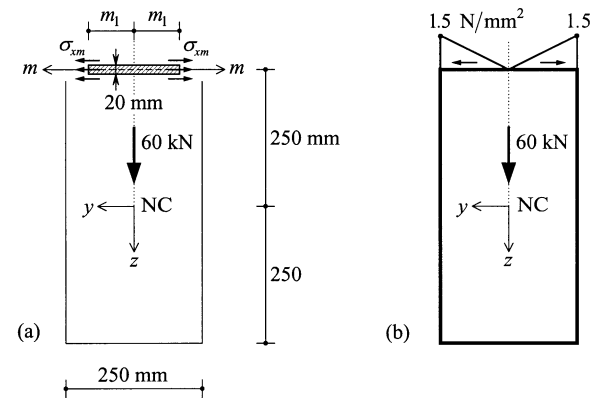 m₁ m₁
σₓₘ σₓₘ
m m
20 mm
60 kN
250 mm
y NC
z
250
(a)
250 mm
1.5 N/mm² 1.5
60 kN
y NC
z
(b)